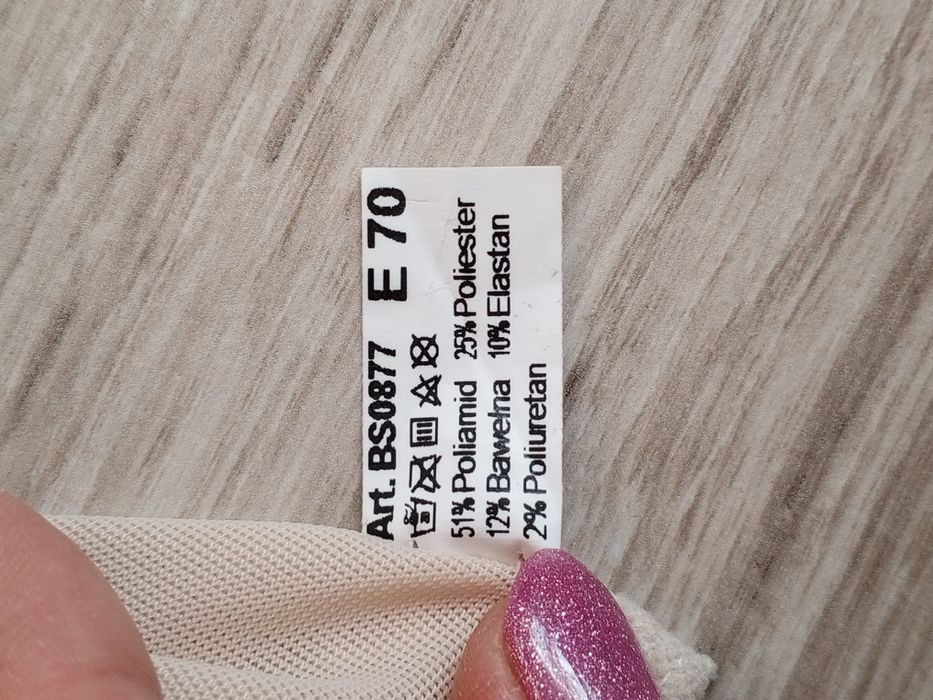 Art. BS0877 E 70
51% Poliamid 25% Poliester
12% Bawełna 10% Elastan
2% Poliuretan